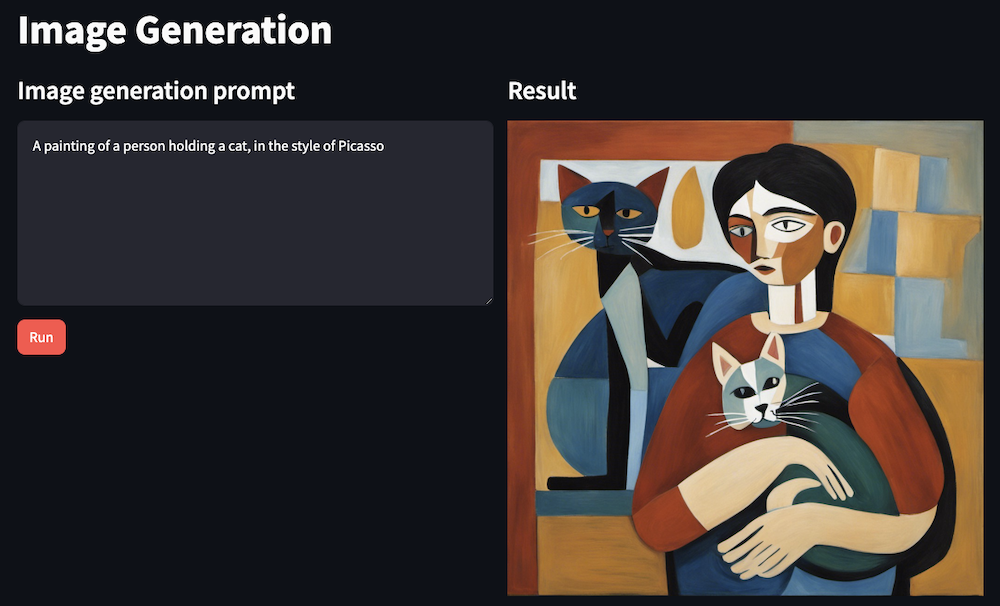 Image Generation
Image generation prompt
Result
A painting of a person holding a cat, in the style of Picasso
Run